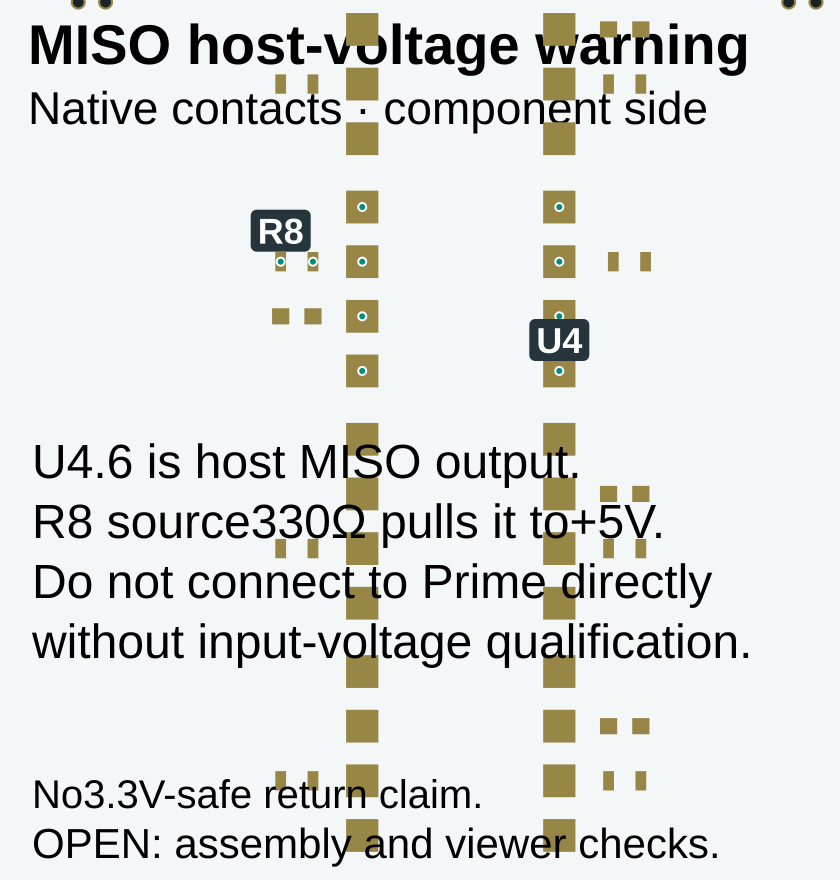 MISO host-voltage warning
Native contacts · component side
R8
U4
U4.6 is host MISO output.
R8 source330Ω pulls it to+5V.
Do not connect to Prime directly
without input-voltage qualification.
No3.3V-safe return claim.
OPEN: assembly and viewer checks.